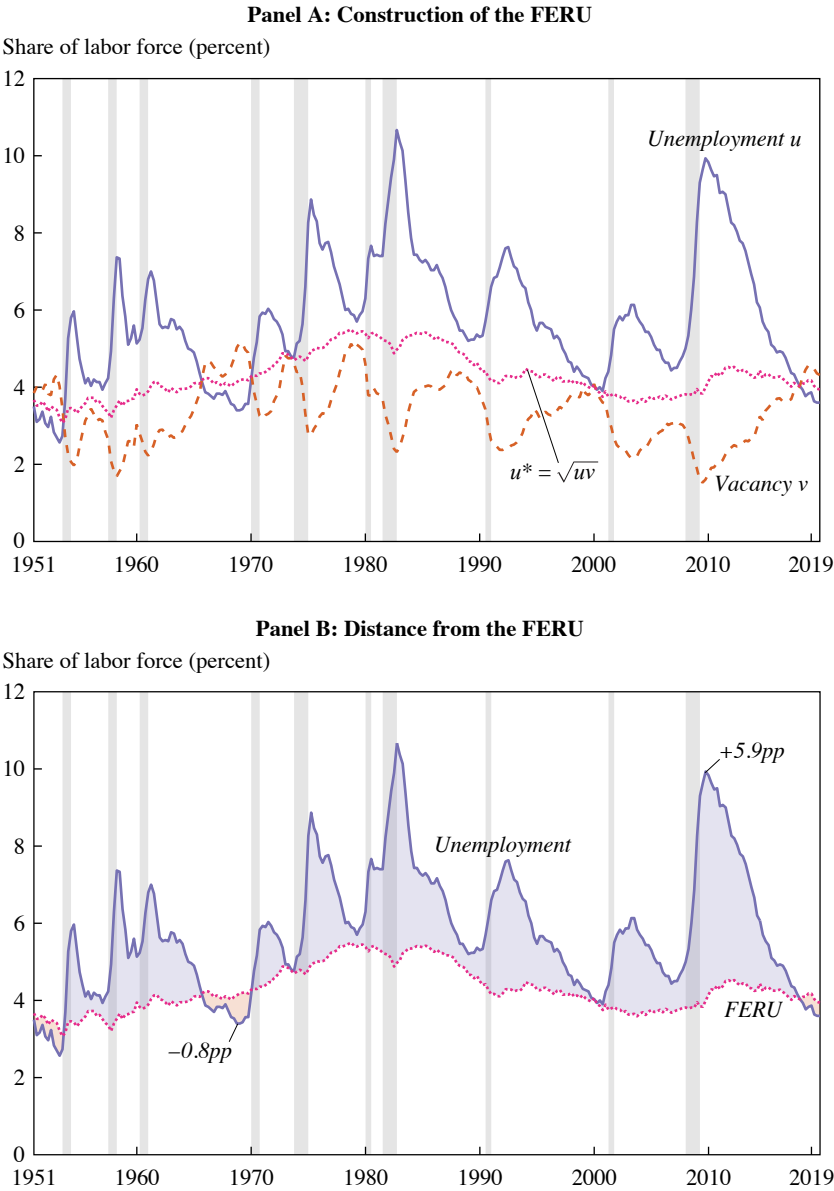 Panel A: Construction of the FERU
Share of labor force (percent)
12
10
8
6
4
2
0
Unemployment u
u* = √uv
Vacancy v
1951 1960 1970 1980 1990 2000 2010 2019
Panel B: Distance from the FERU
Share of labor force (percent)
12
10
8
6
4
2
0
+5.9pp
Unemployment
FERU
–0.8pp
1951 1960 1970 1980 1990 2000 2010 2019